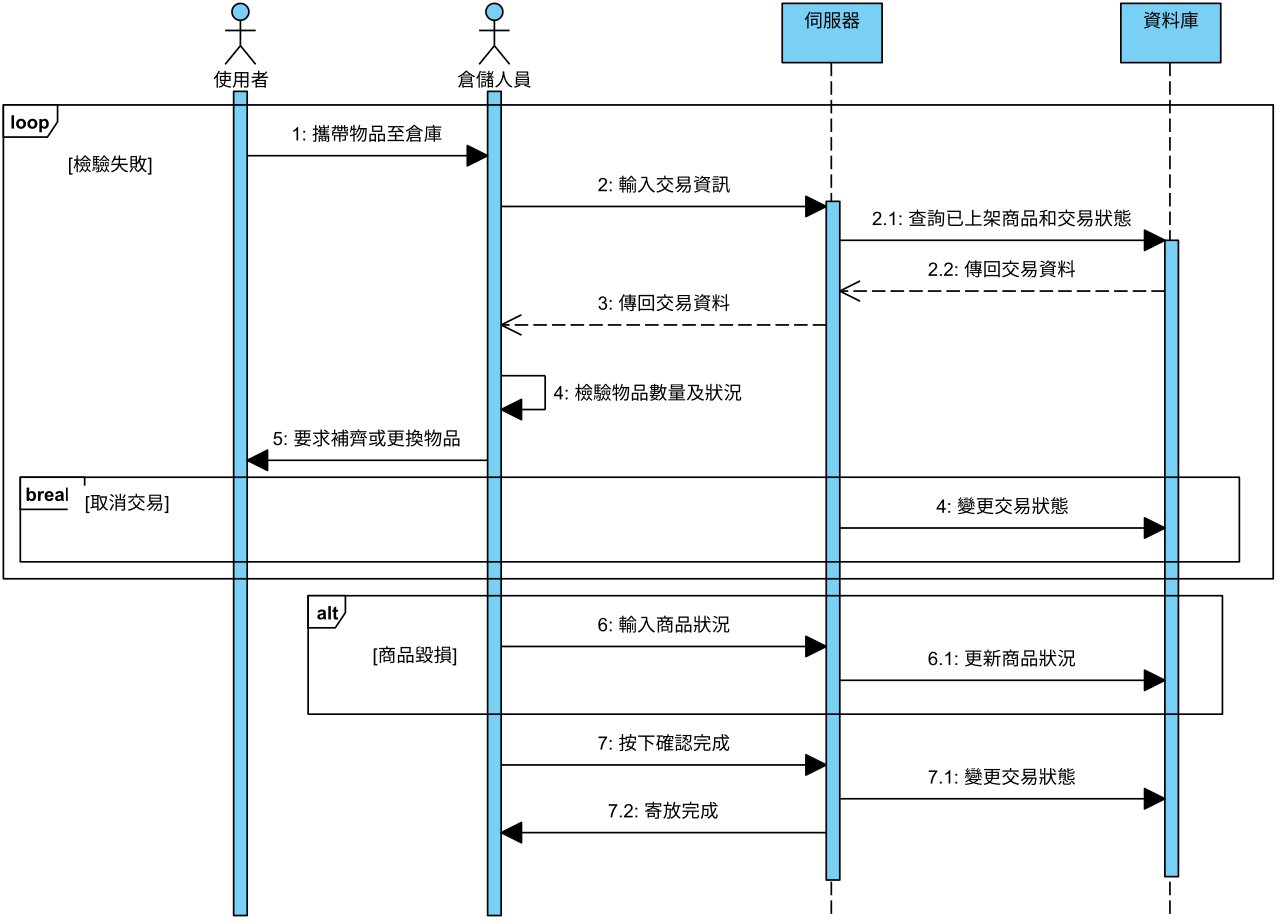 使用者
倉儲人員
伺服器
資料庫
loop
1: 攜帶物品至倉庫
[檢驗失敗]
2: 輸入交易資訊
2.1: 查詢已上架商品和交易狀態
2.2: 傳回交易資料
3: 傳回交易資料
4: 檢驗物品數量及狀況
5: 要求補齊或更換物品
break
[取消交易]
4: 變更交易狀態
alt
6: 輸入商品狀況
[商品毀損]
6.1: 更新商品狀況
7: 按下確認完成
7.1: 變更交易狀態
7.2: 寄放完成